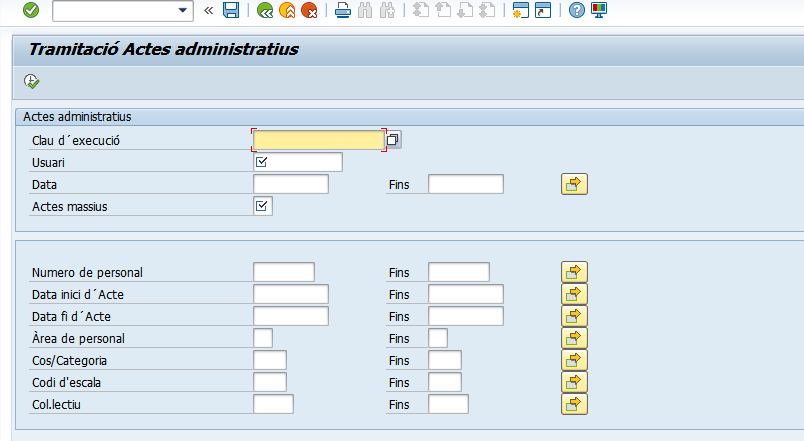 Tramitació Actes administratius
Actes administratius
Clau d´execució
Usuari
Data Fins
Actes massius
Numero de personal Fins
Data inici d´Acte Fins
Data fi d´Acte Fins
Àrea de personal Fins
Cos/Categoria Fins
Codi d'escala Fins
Col.lectiu Fins